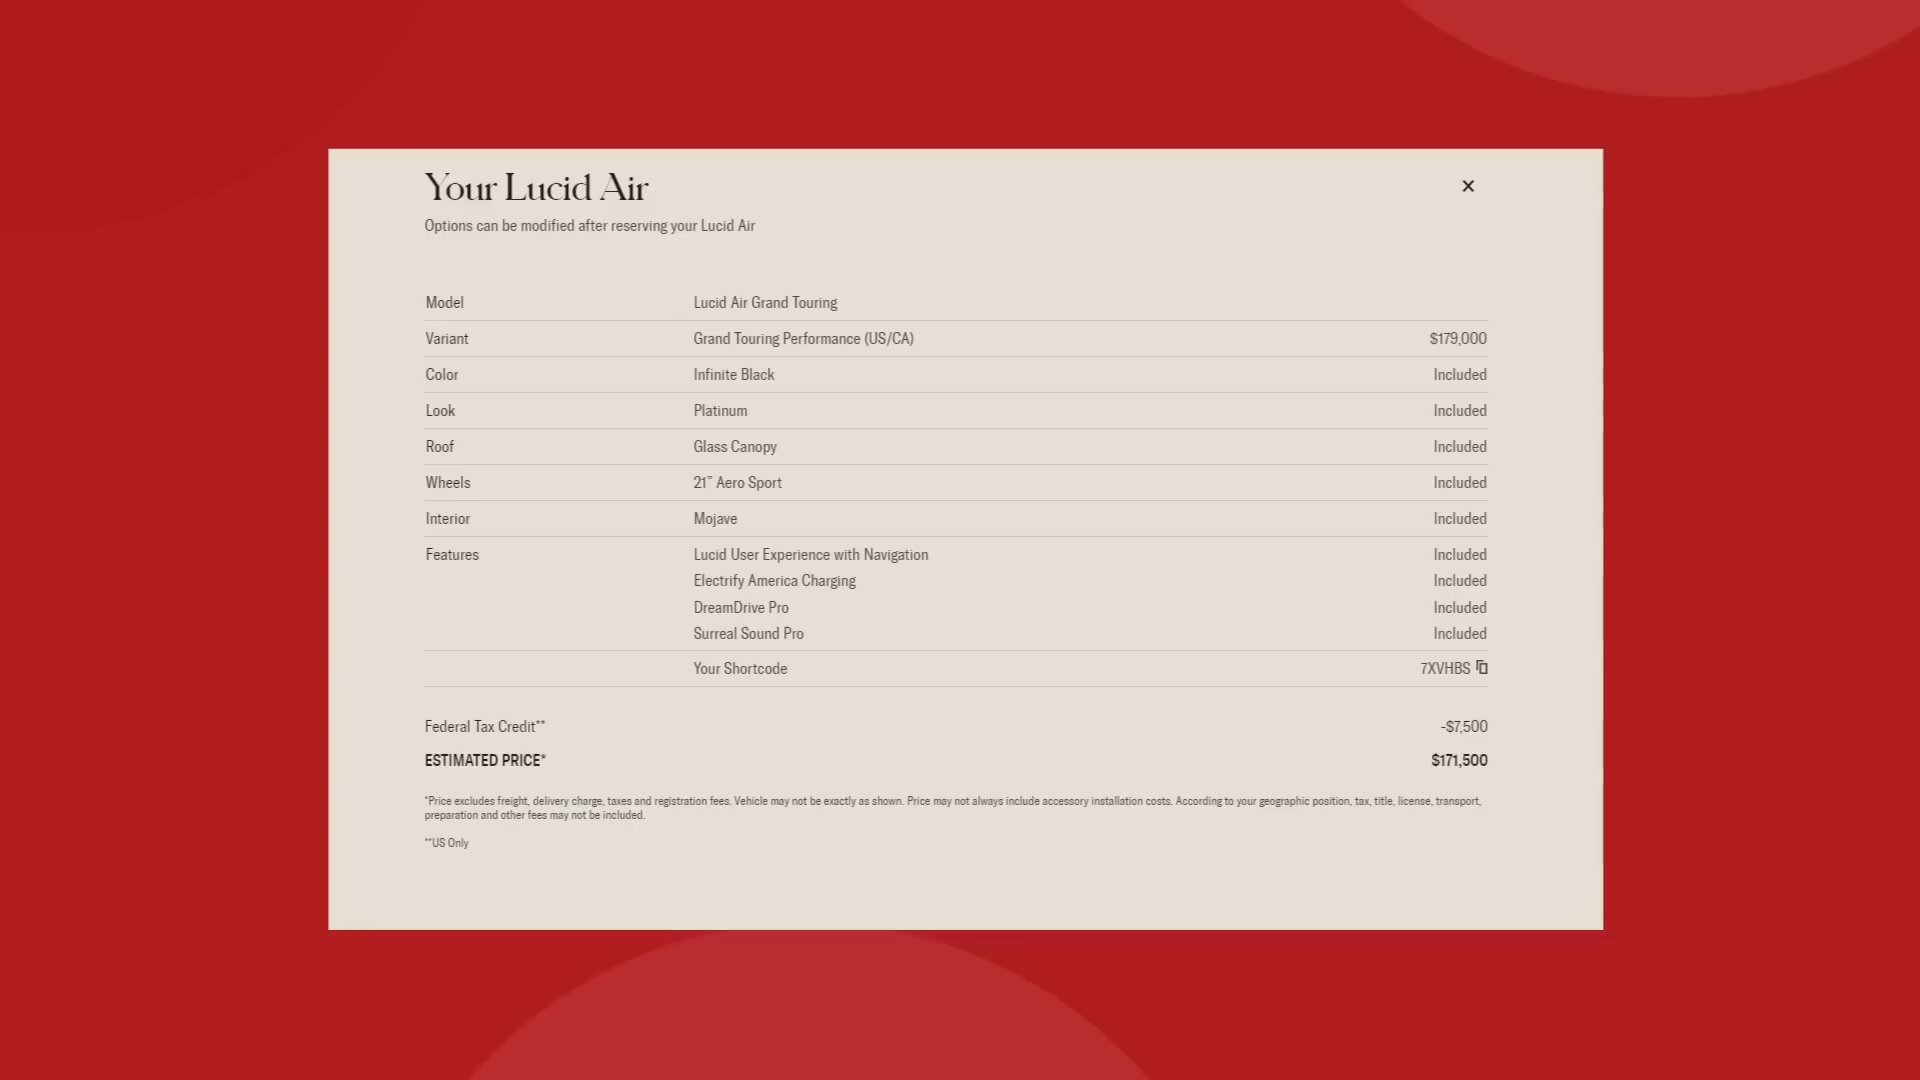 Your Lucid Air
Options can be modified after reserving your Lucid Air
Model Lucid Air Grand Touring
Variant Grand Touring Performance (US/CA) $179,000
Color Infinite Black Included
Look Platinum Included
Roof Glass Canopy Included
Wheels 21” Aero Sport Included
Interior Mojave Included
Features Lucid User Experience with Navigation Included
Electrify America Charging Included
DreamDrive Pro Included
Surreal Sound Pro Included
Your Shortcode 7XVHBS
Federal Tax Credit** -$7,500
ESTIMATED PRICE* $171,500
*Price excludes freight, delivery charge, taxes and registration fees. Vehicle may not be exactly as shown. Price may not always include accessory installation costs. According to your geographic position, tax, title, license, transport,
preparation and other fees may not be included.
**US Only